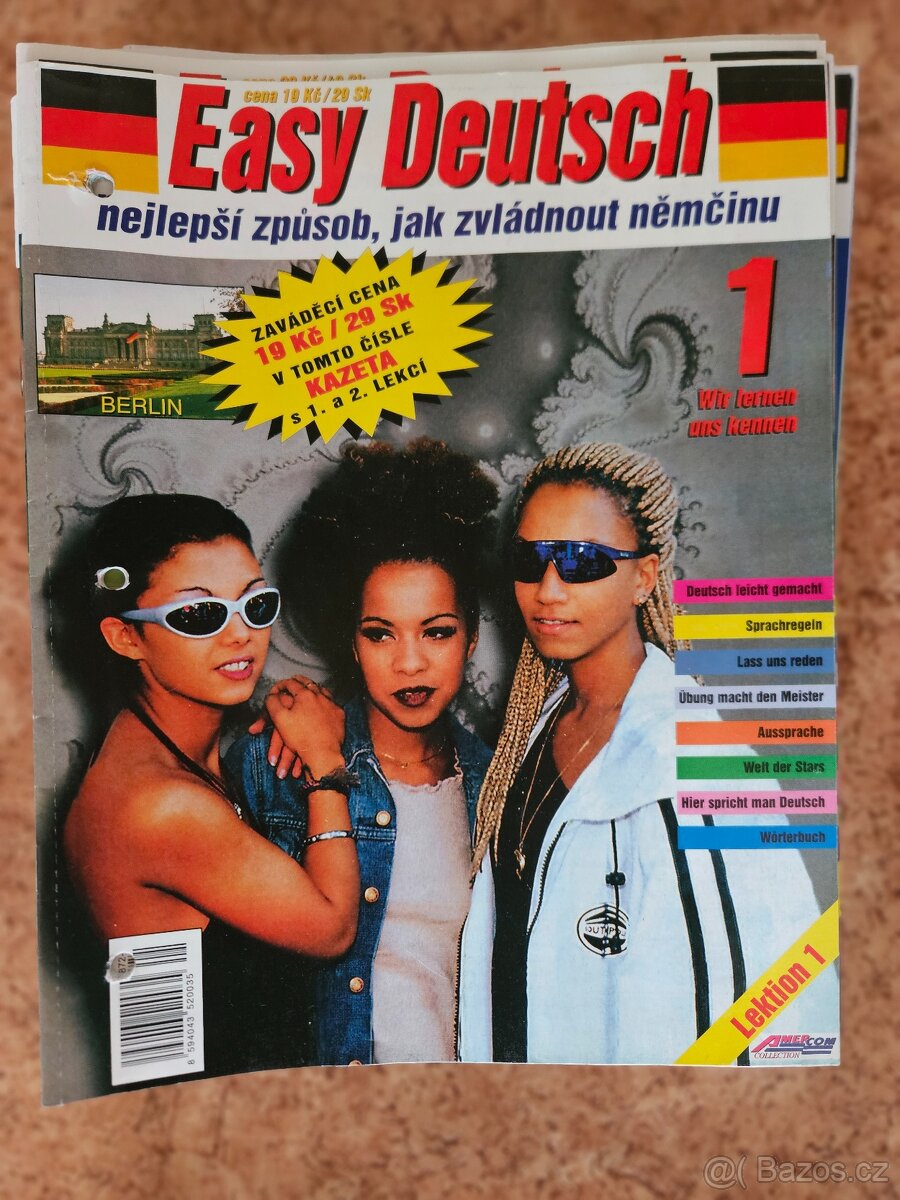 cena 19 Kč / 29 Sk
Easy Deutsch
nejlepší způsob, jak zvládnout němčinu
ZAVÁDĚCÍ CENA
19 Kč / 29 Sk
V TOMTO ČÍSLE
KAZETA
s 1. a 2. LEKCÍ
BERLIN
1
Wir lernen
uns kennen
Deutsch leicht gemacht
Sprachregeln
Lass uns reden
Übung macht den Meister
Aussprache
Welt der Stars
Hier spricht man Deutsch
Wörterbuch
8 594043 520035
Lektion 1
AMERCOM
COLLECTION
@( Bazos.cz